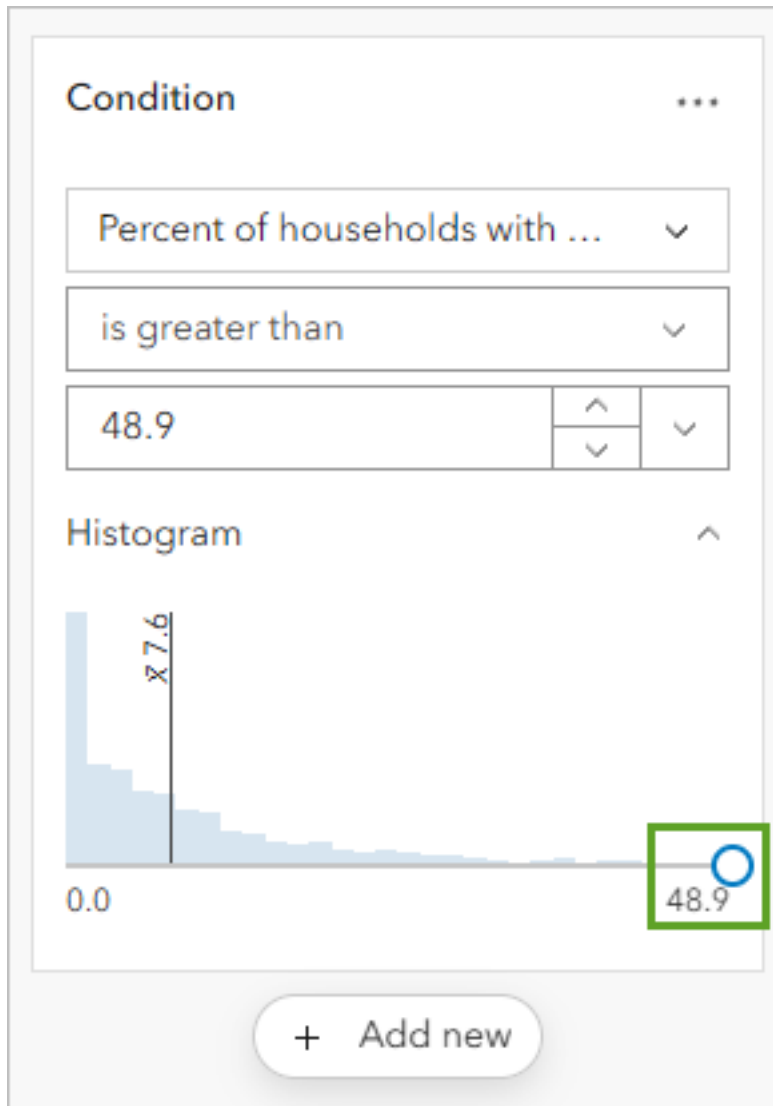 Condition
Percent of households with ...
is greater than
48.9
Histogram
x̄ 7.6
0.0
48.9
+ Add new